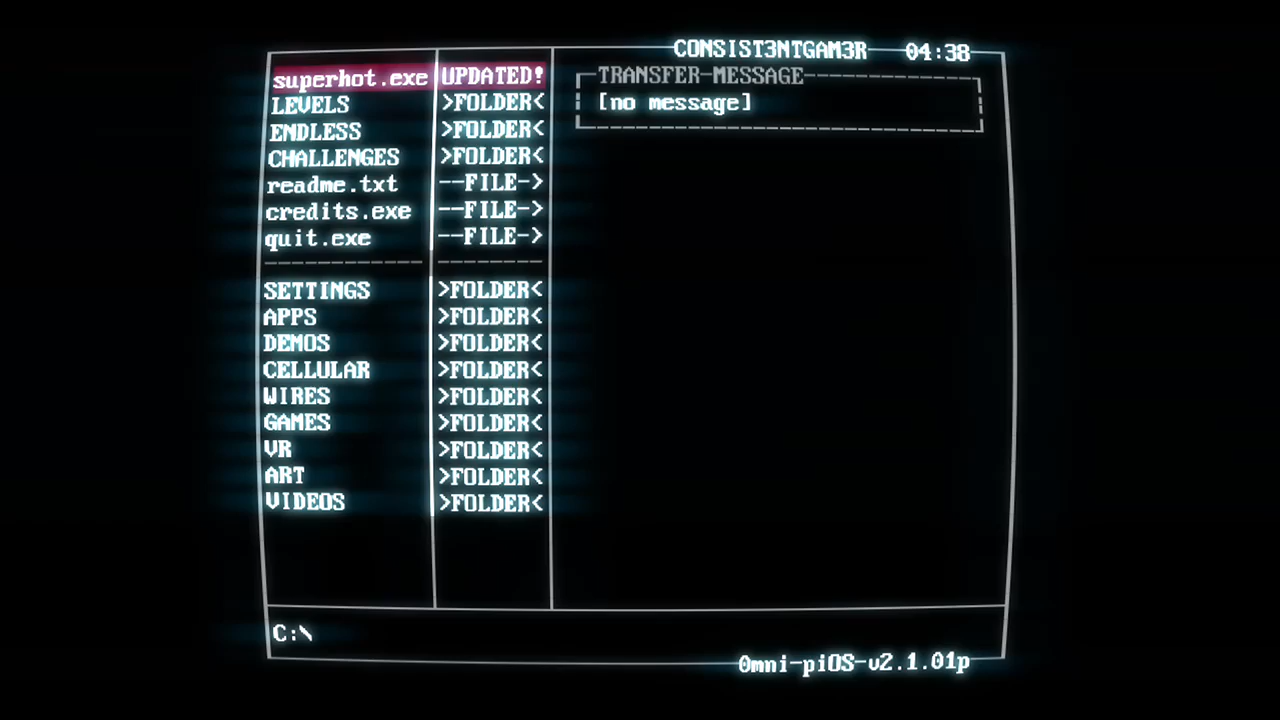 CONSIST3NTGAM3R 04:38
superhot.exe UPDATED!
LEVELS >FOLDER<
ENDLESS >FOLDER<
CHALLENGES >FOLDER<
readme.txt --FILE->
credits.exe --FILE->
quit.exe --FILE->
SETTINGS >FOLDER<
APPS >FOLDER<
DEMOS >FOLDER<
CELLULAR >FOLDER<
WIRES >FOLDER<
GAMES >FOLDER<
VR >FOLDER<
ART >FOLDER<
VIDEOS >FOLDER<
TRANSFER-MESSAGE
[no message]
C:\
0mni-piOS-v2.1.01p